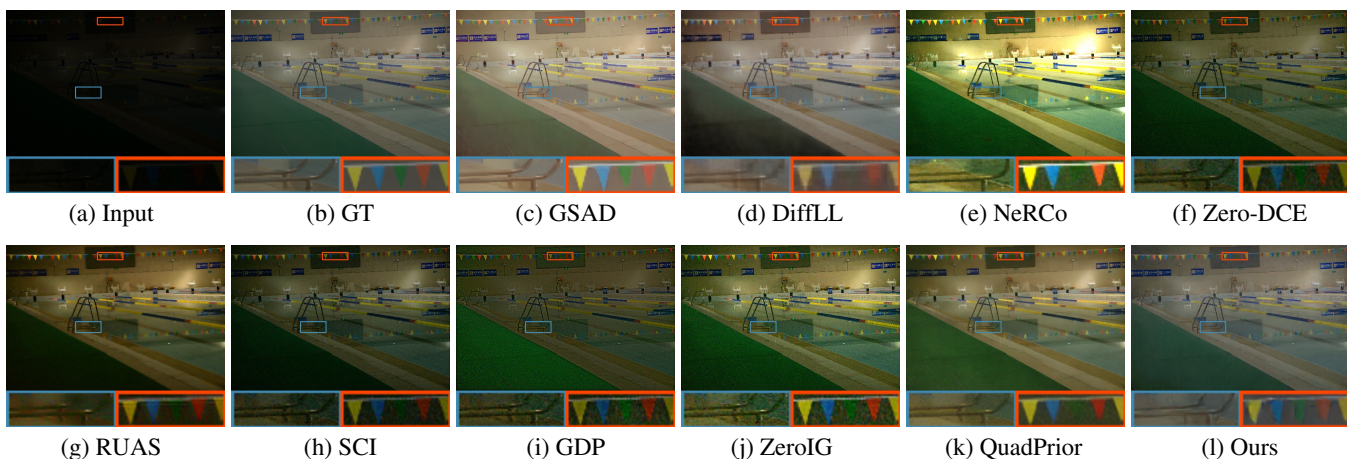 (a) Input
(b) GT
(c) GSAD
(d) DiffLL
(e) NeRCo
(f) Zero-DCE
(g) RUAS
(h) SCI
(i) GDP
(j) ZeroIG
(k) QuadPrior
(l) Ours